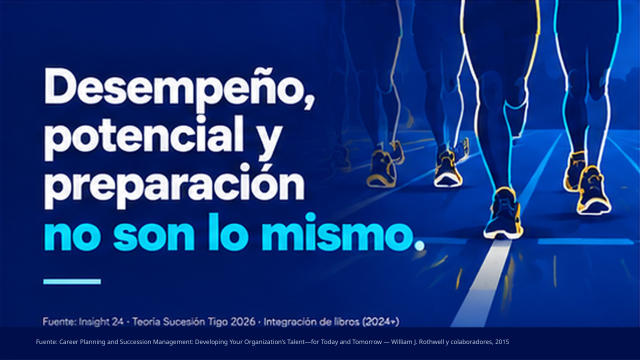 Desempeño,
potencial y
preparación
no son lo mismo.
Fuente: Insight 24 · Teoría Sucesión Tigo 2026 · Integración de libros (2024+)
Fuente: Career Planning and Succession Management: Developing Your Organization's Talent—for Today and Tomorrow — William J. Rothwell y colaboradores, 2015